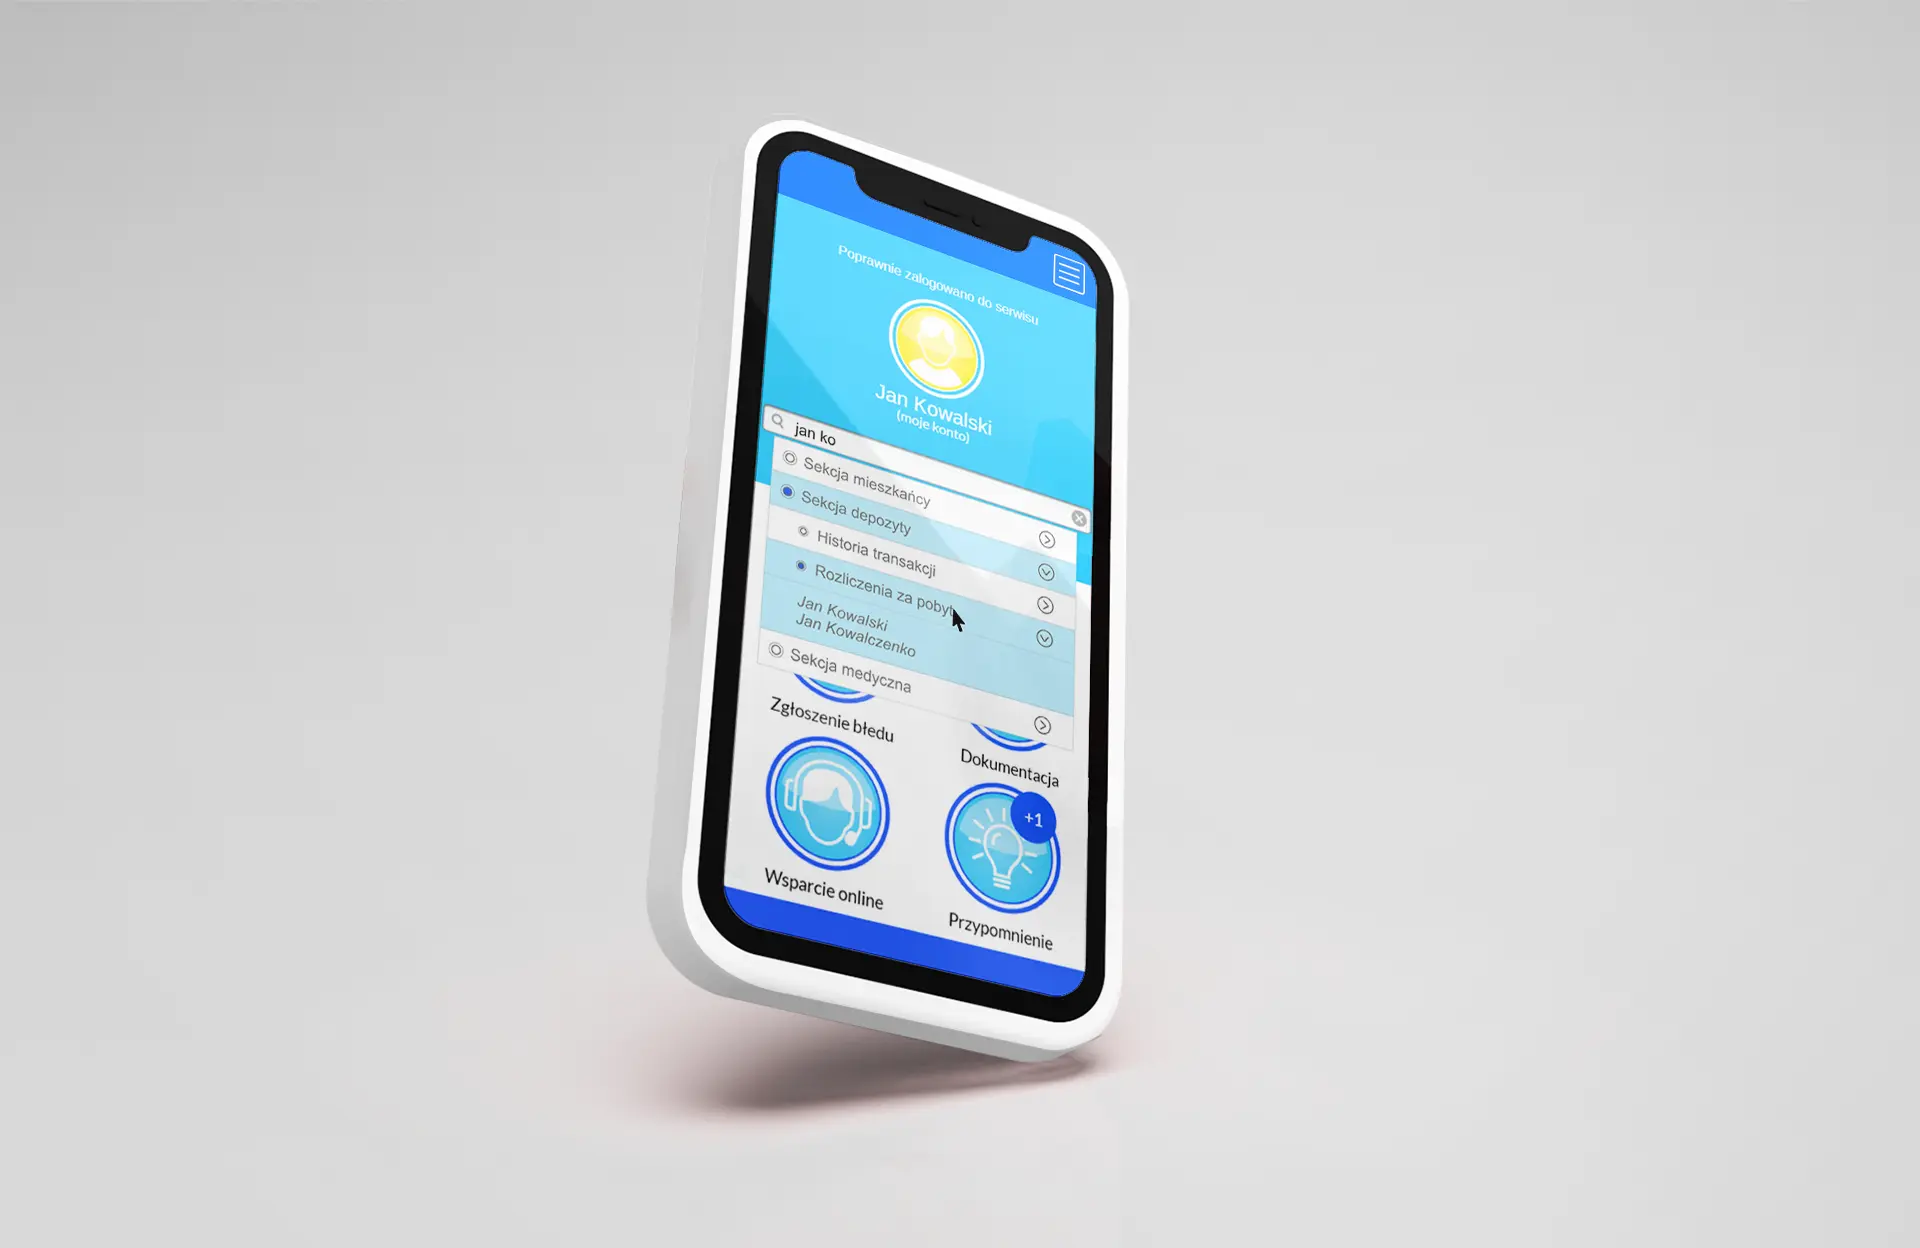 Poprawnie zalogowano do serwisu
Jan Kowalski
(moje konto)
jan ko
Sekcja mieszkańcy
Sekcja depozyty
Historia transakcji
Rozliczenia za pobyt
Jan Kowalski
Jan Kowalczenko
Sekcja medyczna
Zgłoszenie błedu
Dokumentacja
+1
Wsparcie online
Przypomnienie